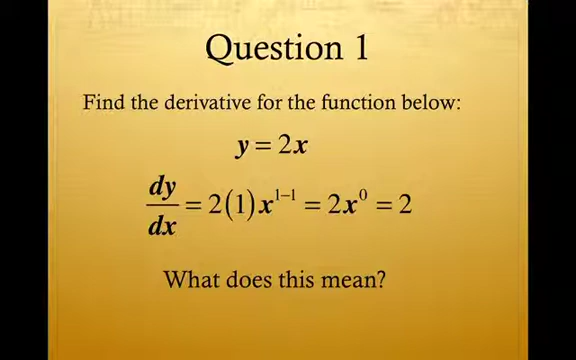 Question 1
Find the derivative for the function below:
y = 2x
dy/dx = 2(1)x^{1−1} = 2x^0 = 2
What does this mean?